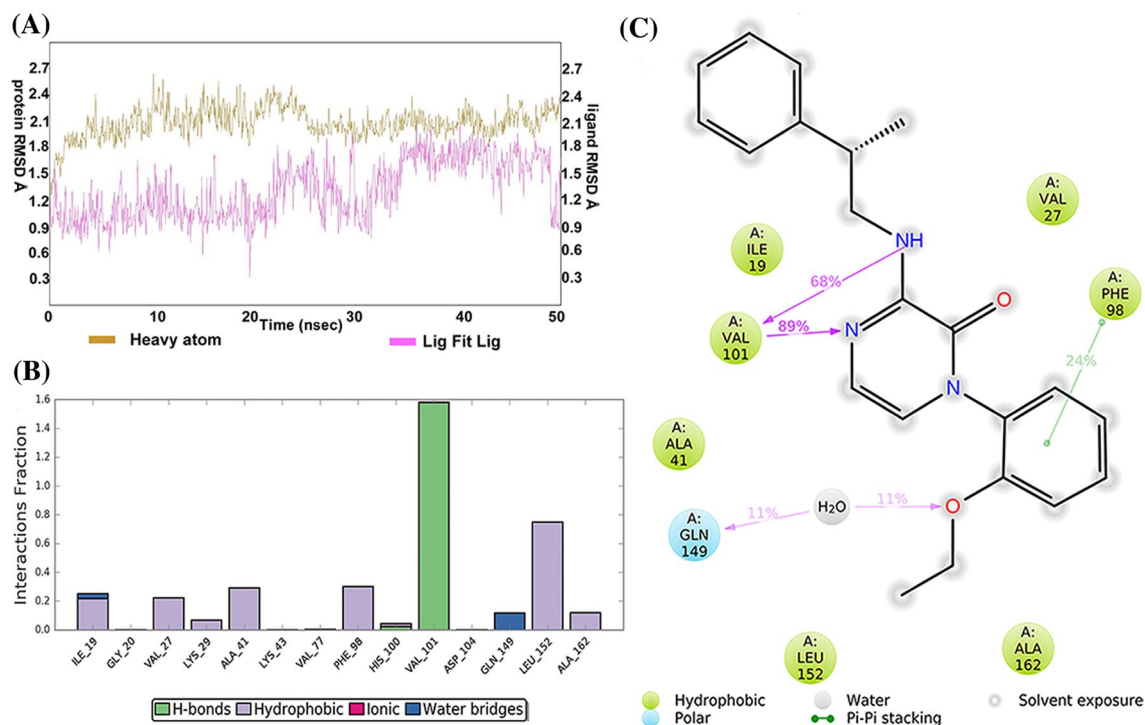 (A)
2.7
2.4
2.1
1.8
1.5
1.2
0.9
0.6
0.3
protein RMSD Å
2.7
2.4
2.1
1.8
1.6
1.2
0.9
0.6
0.3
ligand RMSD Å
0 10 20 30 40 50
Time (nsec)
Heavy atom Lig Fit Lig
(B)
Interactions Fraction
1.6
1.4
1.2
1.0
0.8
0.6
0.4
0.2
0.0
ILE_19 GLY_20 VAL_27 LYS_29 ALA_41 LYS_43 VAL_77 PHE_98 HIS_100 VAL_101 ASP_104 GLN_149 LEU_152 ALA_162
H-bonds Hydrophobic Ionic Water bridges
(C)
A:
VAL
27
A:
ILE
19
NH
68%
A:
PHE
98
O
A:
VAL
101
89%
N
24%
N
A:
ALA
41
A:
GLN
149
11%
H₂O
11%
O
A:
LEU
152
A:
ALA
162
Hydrophobic Water Solvent exposure
Polar Pi-Pi stacking